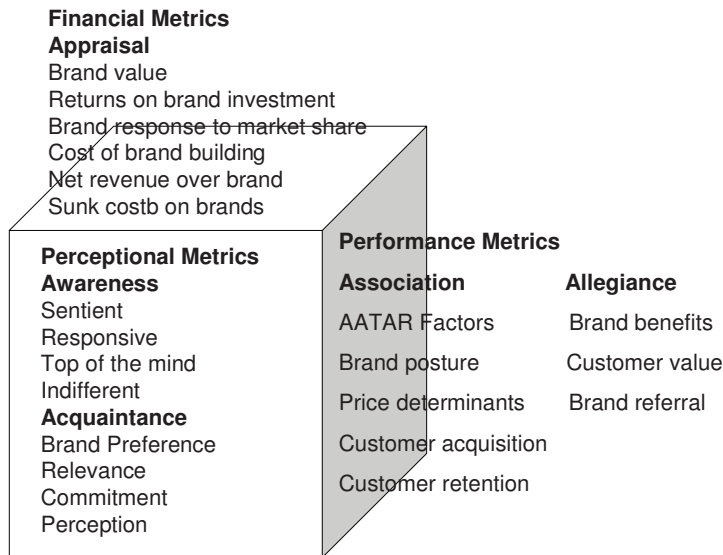 Financial Metrics
Appraisal
Brand value
Returns on brand investment
Brand response to market share
Cost of brand building
Net revenue over brand
Sunk costb on brands
Perceptional Metrics
Awareness
Sentient
Responsive
Top of the mind
Indifferent
Acquaintance
Brand Preference
Relevance
Commitment
Perception
Performance Metrics
Association Allegiance
AATAR Factors Brand benefits
Brand posture Customer value
Price determinants Brand referral
Customer acquisition
Customer retention